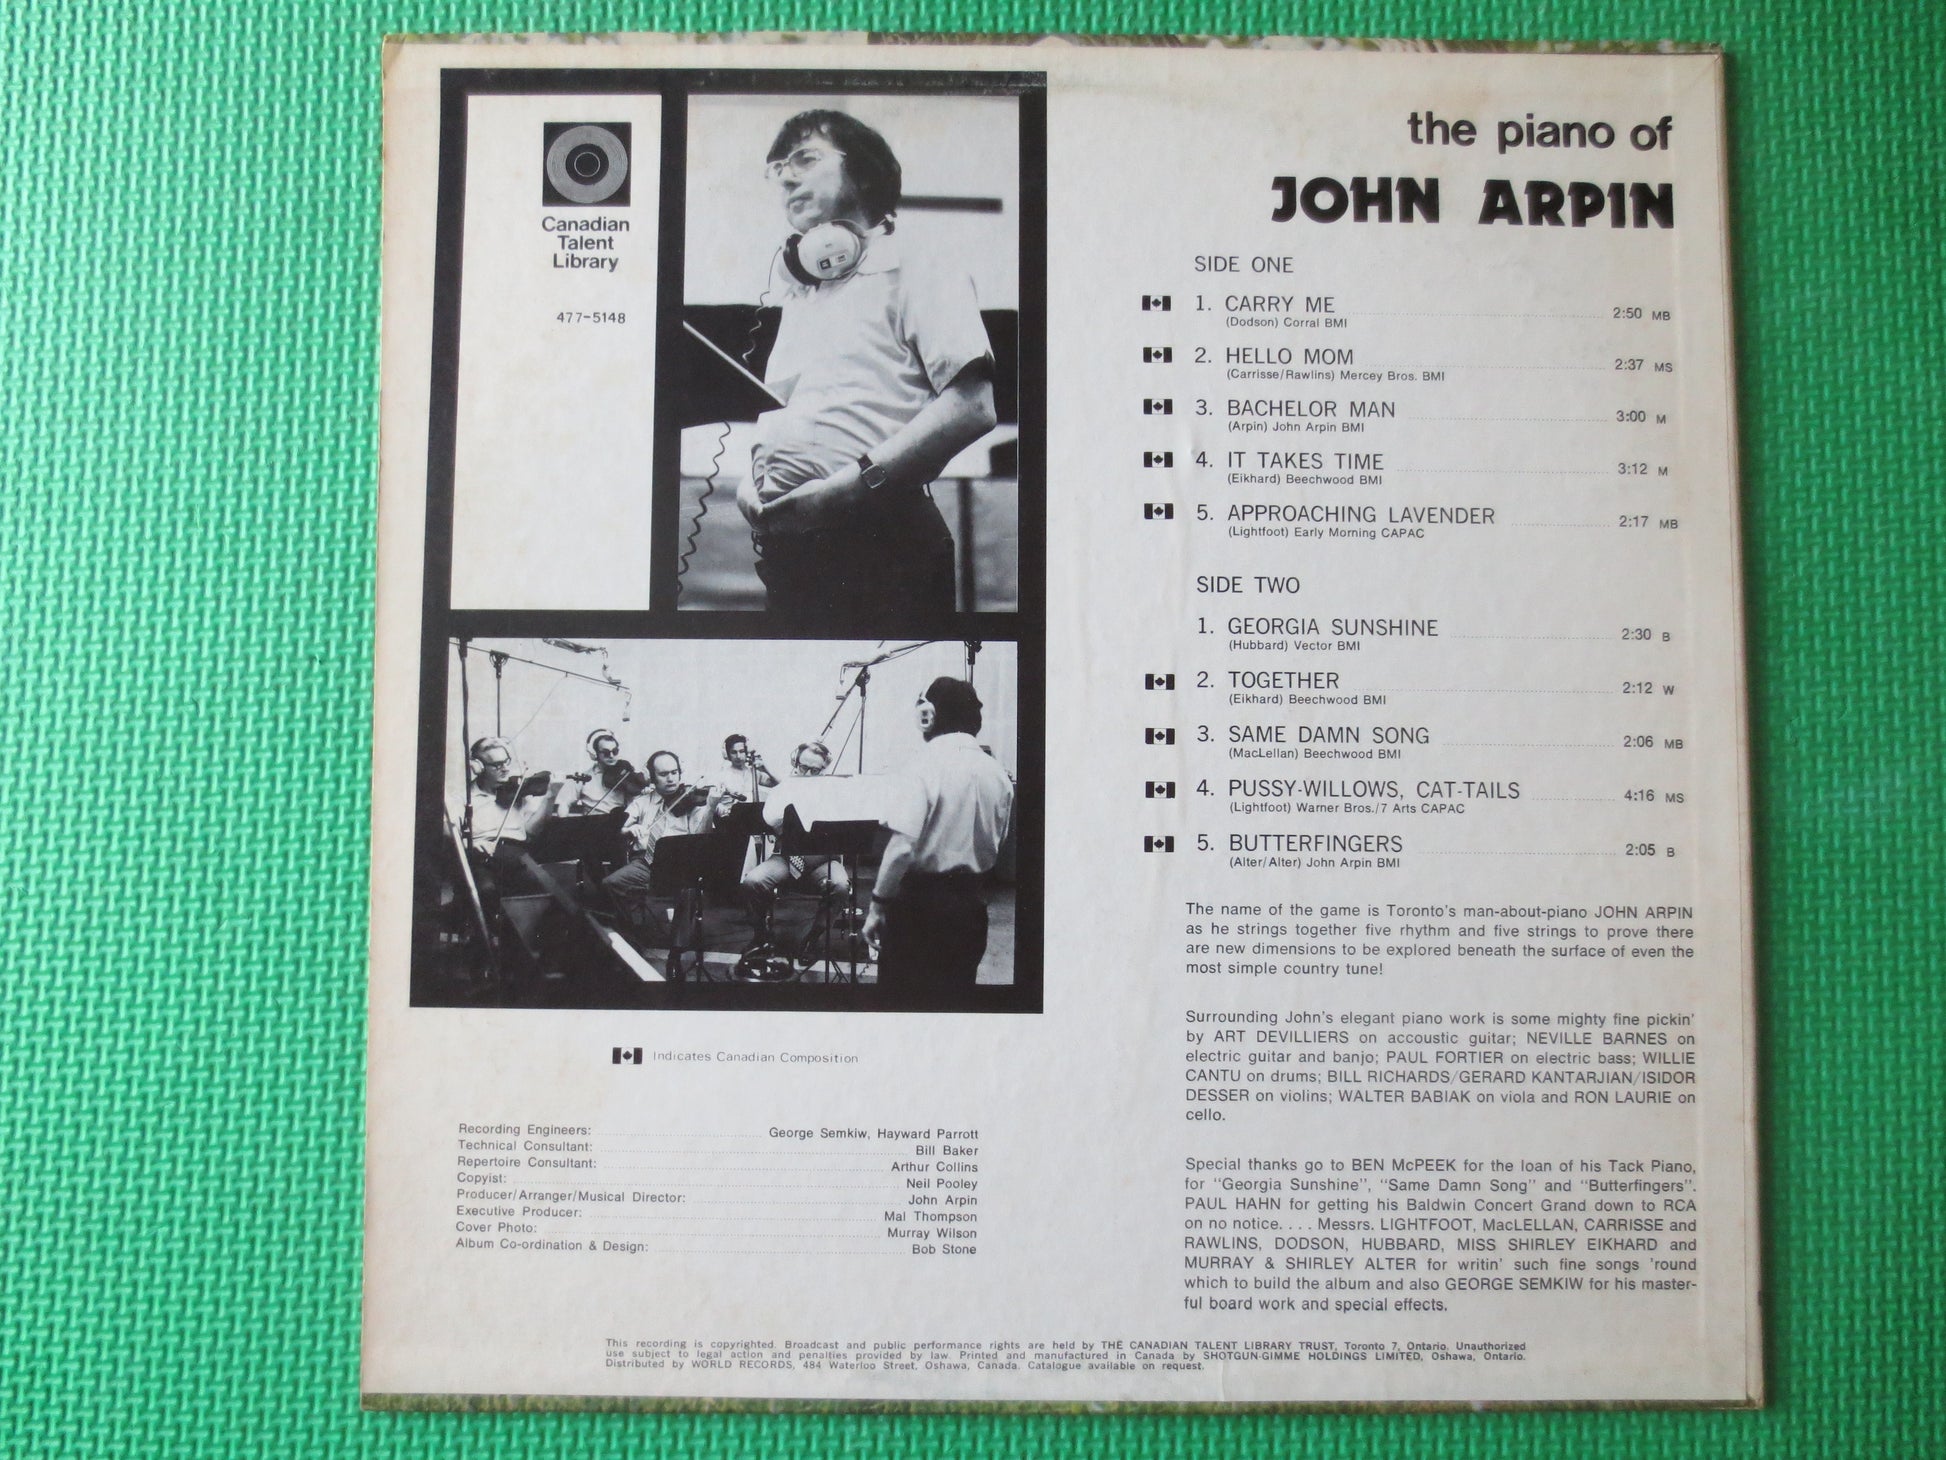 Canadian
Talent
Library
477-5148
the piano of
JOHN ARPIN
SIDE ONE
1. CARRY ME 2:50 MB
(Dodson) Corral BMI
2. HELLO MOM 2:37 MS
(Carrisse/Rawlins) Mercey Bros. BMI
3. BACHELOR MAN 3:00 M
(Arpin) John Arpin BMI
4. IT TAKES TIME 3:12 M
(Eikhard) Beechwood BMI
5. APPROACHING LAVENDER 2:17 MB
(Lightfoot) Early Morning CAPAC
SIDE TWO
1. GEORGIA SUNSHINE 2:30 B
(Hubbard) Vector BMI
2. TOGETHER 2:12 W
(Eikhard) Beechwood BMI
3. SAME DAMN SONG 2:06 MB
(MacLellan) Beechwood BMI
4. PUSSY-WILLOWS, CAT-TAILS 4:16 MS
(Lightfoot) Warner Bros./7 Arts CAPAC
5. BUTTERFINGERS 2:05 B
(Alter/Alter) John Arpin BMI
The name of the game is Toronto's man-about-piano JOHN ARPIN
as he strings together five rhythm and five strings to prove there
are new dimensions to be explored beneath the surface of even the
most simple country tune!
Surrounding John's elegant piano work is some mighty fine pickin'
by ART DEVILLIERS on accoustic guitar; NEVILLE BARNES on
electric guitar and banjo; PAUL FORTIER on electric bass; WILLIE
CANTU on drums; BILL RICHARDS/GERARD KANTARJIAN/ISIDOR
DESSER on violins; WALTER BABIAK on viola and RON LAURIE on
cello.
Special thanks go to BEN McPEEK for the loan of his Tack Piano,
for "Georgia Sunshine", "Same Damn Song" and "Butterfingers".
PAUL HAHN for getting his Baldwin Concert Grand down to RCA
on no notice. . . . Messrs. LIGHTFOOT, MacLELLAN, CARRISSE and
RAWLINS, DODSON, HUBBARD, MISS SHIRLEY EIKHARD and
MURRAY & SHIRLEY ALTER for writin' such fine songs 'round
which to build the album and also GEORGE SEMKIW for his master-
ful board work and special effects.
Indicates Canadian Composition
Recording Engineers: George Semkiw, Hayward Parrott
Technical Consultant: Bill Baker
Repertoire Consultant: Arthur Collins
Copyist: Neil Pooley
Producer/Arranger/Musical Director: John Arpin
Executive Producer: Mal Thompson
Cover Photo: Murray Wilson
Album Co-ordination & Design: Bob Stone
This recording is copyrighted. Broadcast and public performance rights are held by THE CANADIAN TALENT LIBRARY TRUST, Toronto 7, Ontario. Unauthorized
use subject to legal action and penalties provided by law. Printed and manufactured in Canada by SHOTGUN-GIMME HOLDINGS LIMITED, Oshawa, Ontario.
Distributed by WORLD RECORDS, 484 Waterloo Street, Oshawa, Canada. Catalogue available on request.